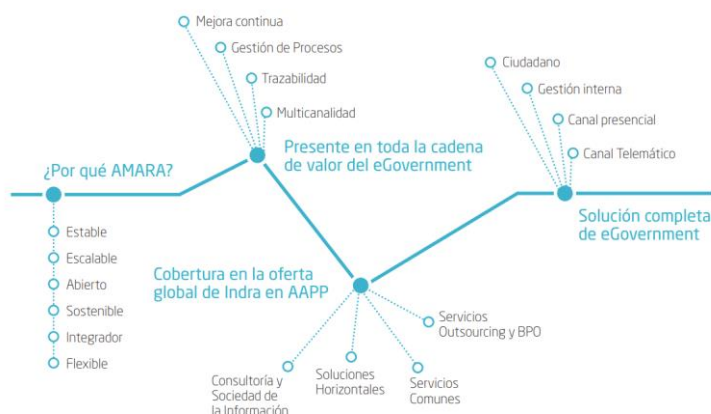 ¿Por qué AMARA?
Estable
Escalable
Abierto
Sostenible
Integrador
Flexible
Mejora continua
Gestión de Procesos
Trazabilidad
Multicanalidad
Presente en toda la cadena
de valor del eGovernment
Cobertura en la oferta
global de Indra en AAPP
Consultoría y
Sociedad de
la Información
Soluciones
Horizontales
Servicios
Comunes
Servicios
Outsourcing y BPO
Ciudadano
Gestión interna
Canal presencial
Canal Telemático
Solución completa
de eGovernment